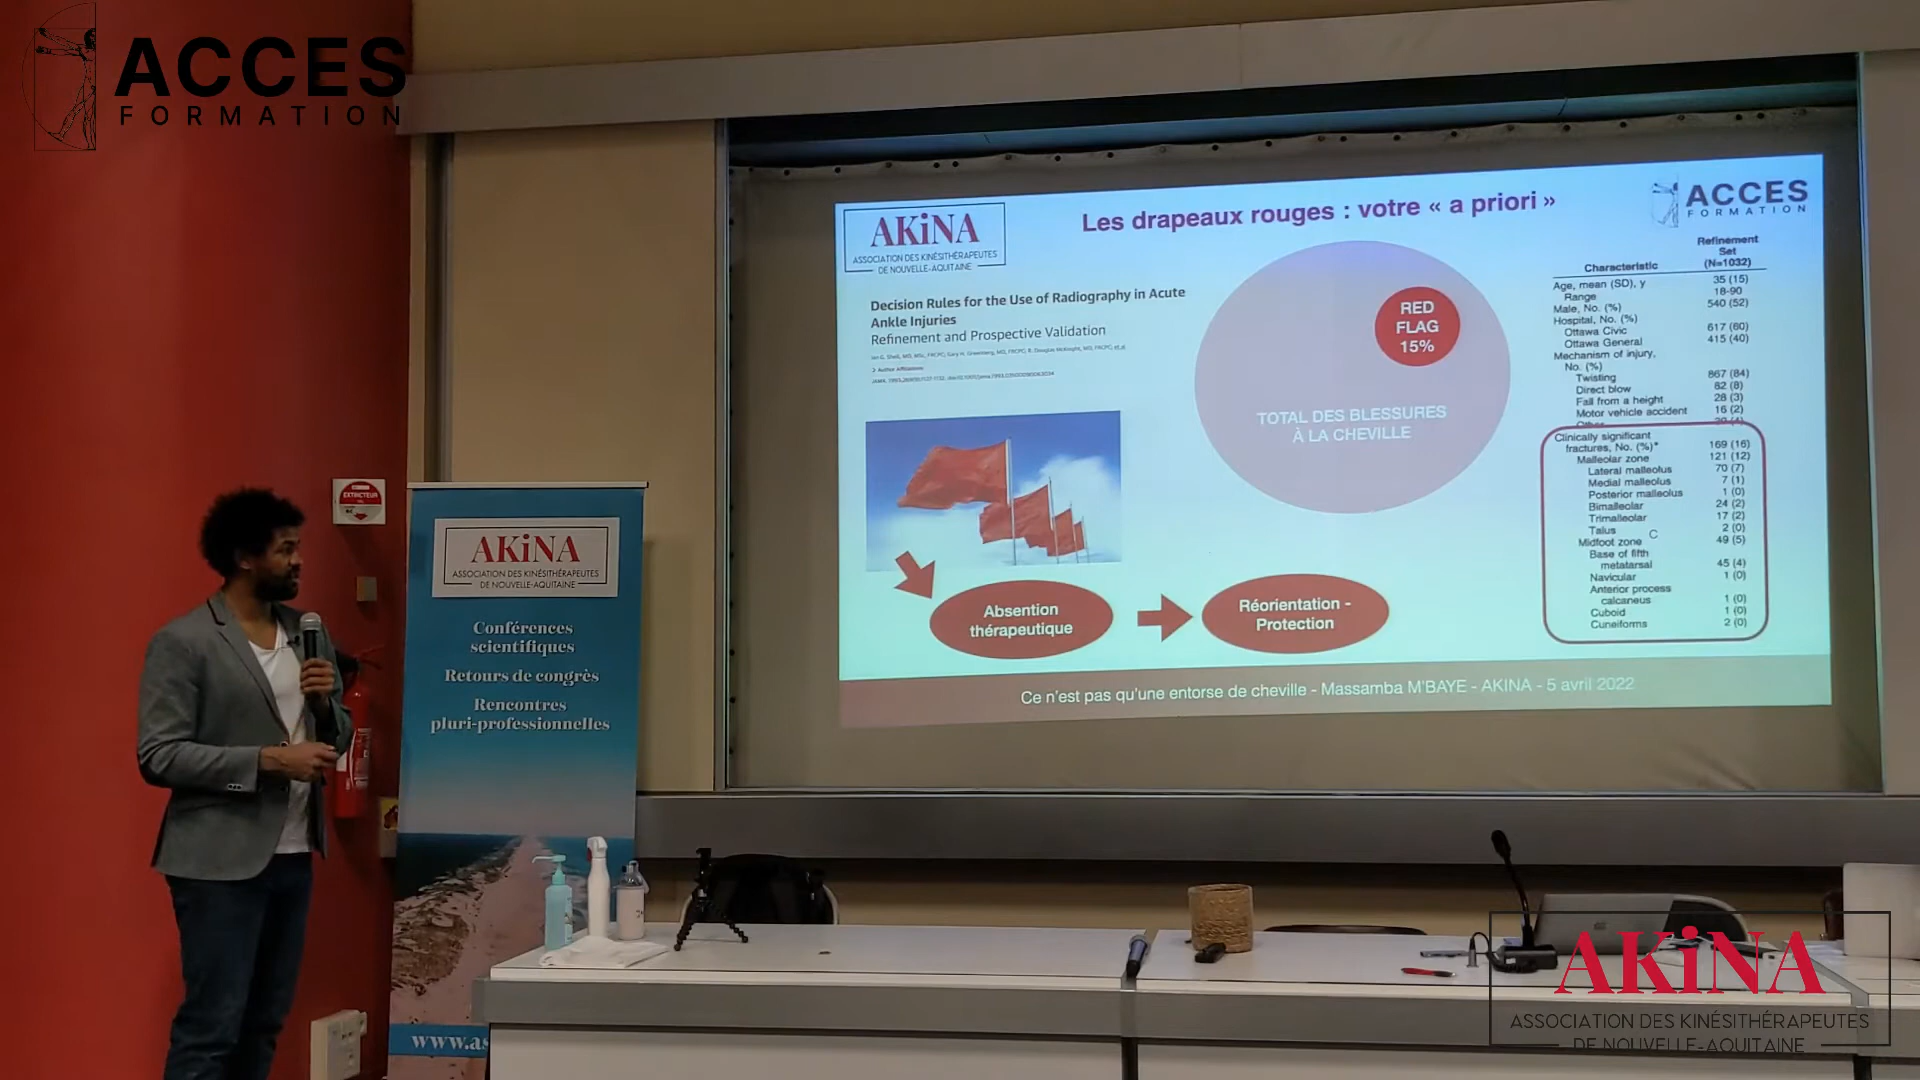 ACCES
FORMATION
EXTINCTEUR
AKiNA
ASSOCIATION DES KINÉSITHÉRAPEUTES
DE NOUVELLE-AQUITAINE
Conférences
scientifiques
Retours de congrès
Rencontres
pluri-professionnelles
www.as
AKiNA
ASSOCIATION DES KINÉSITHÉRAPEUTES
DE NOUVELLE-AQUITAINE
Les drapeaux rouges : votre « a priori »
ACCES
FORMATION
Decision Rules for the Use of Radiography in Acute
Ankle Injuries
Refinement and Prospective Validation
> Author Affiliations
RED
FLAG
15%
TOTAL DES BLESSURES
À LA CHEVILLE
Absention
thérapeutique
Réorientation -
Protection
Refinement
Set
Characteristic (N=1032)
Age, mean (SD), y 35 (15)
Range 18-90
Male, No. (%) 540 (52)
Hospital, No. (%)
Ottawa Civic 617 (60)
Ottawa General 415 (40)
Mechanism of injury,
No. (%)
Twisting 867 (84)
Direct blow 82 (8)
Fall from a height 28 (3)
Motor vehicle accident 16 (2)
Other 39 (4)
Clinically significant
fractures, No. (%)* 169 (16)
Malleolar zone 121 (12)
Lateral malleolus 70 (7)
Medial malleolus 7 (1)
Posterior malleolus 1 (0)
Bimalleolar 24 (2)
Trimalleolar 17 (2)
Talus 2 (0)
Midfoot zone 49 (5)
Base of fifth
metatarsal 45 (4)
Navicular 1 (0)
Anterior process
calcaneus 1 (0)
Cuboid 1 (0)
Cuneiforms 2 (0)
Ce n'est pas qu'une entorse de cheville - Massamba M'BAYE - AKINA - 5 avril 2022
AKiNA
ASSOCIATION DES KINÉSITHÉRAPEUTES
DE NOUVELLE-AQUITAINE